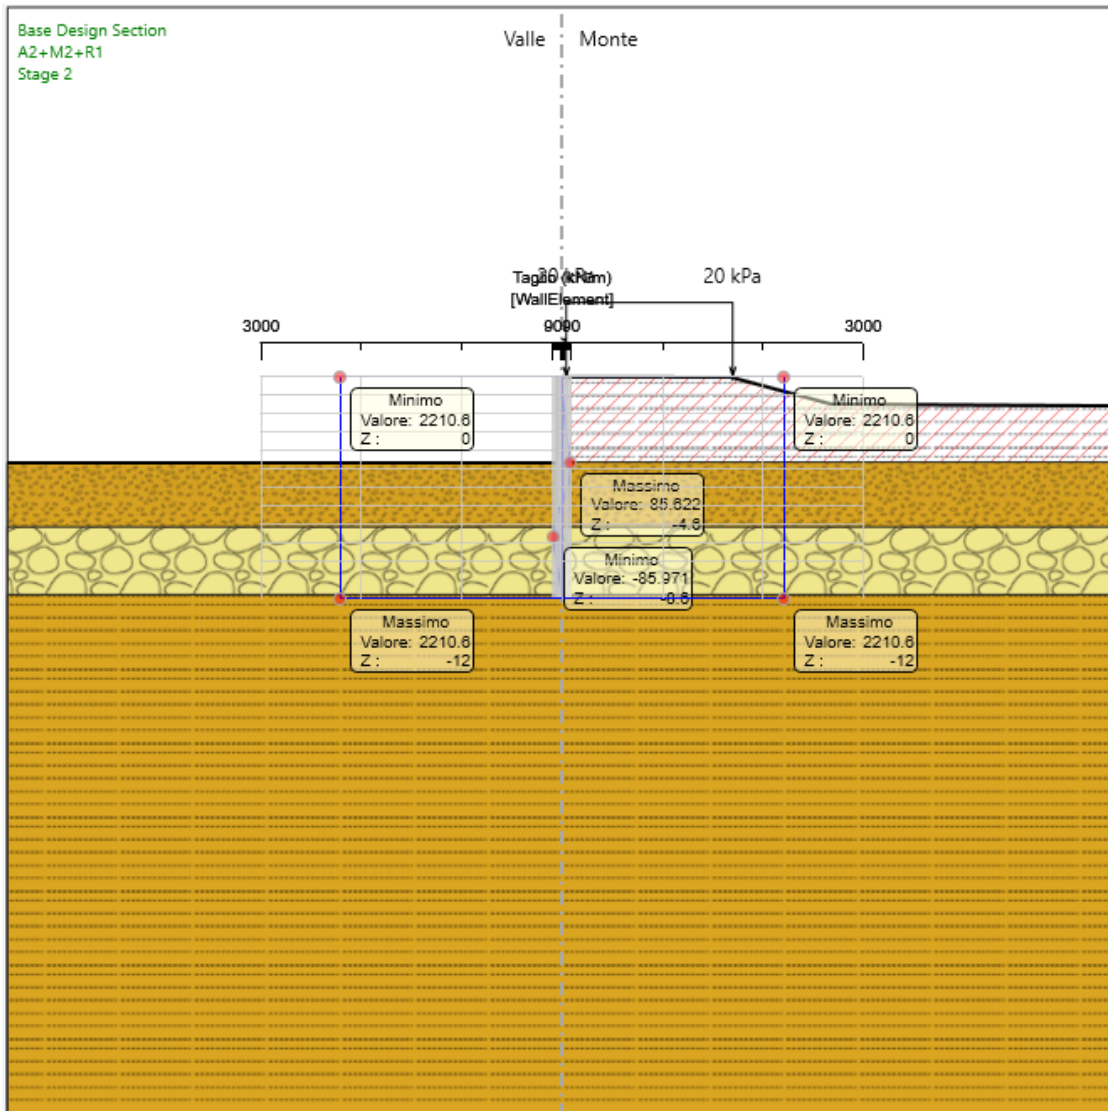 Base Design Section
A2+M2+R1
Stage 2
Valle
Monte
20 kPa
[WallElement]
3000
3000
Minimo
Valore: 2210.6
Z : 0
Minimo
Valore: 2210.6
Z : 0
Massimo
Valore: 85.622
Z : -4.6
Minimo
Valore: -85.971
Z : -8.6
Massimo
Valore: 2210.6
Z : -12
Massimo
Valore: 2210.6
Z : -12